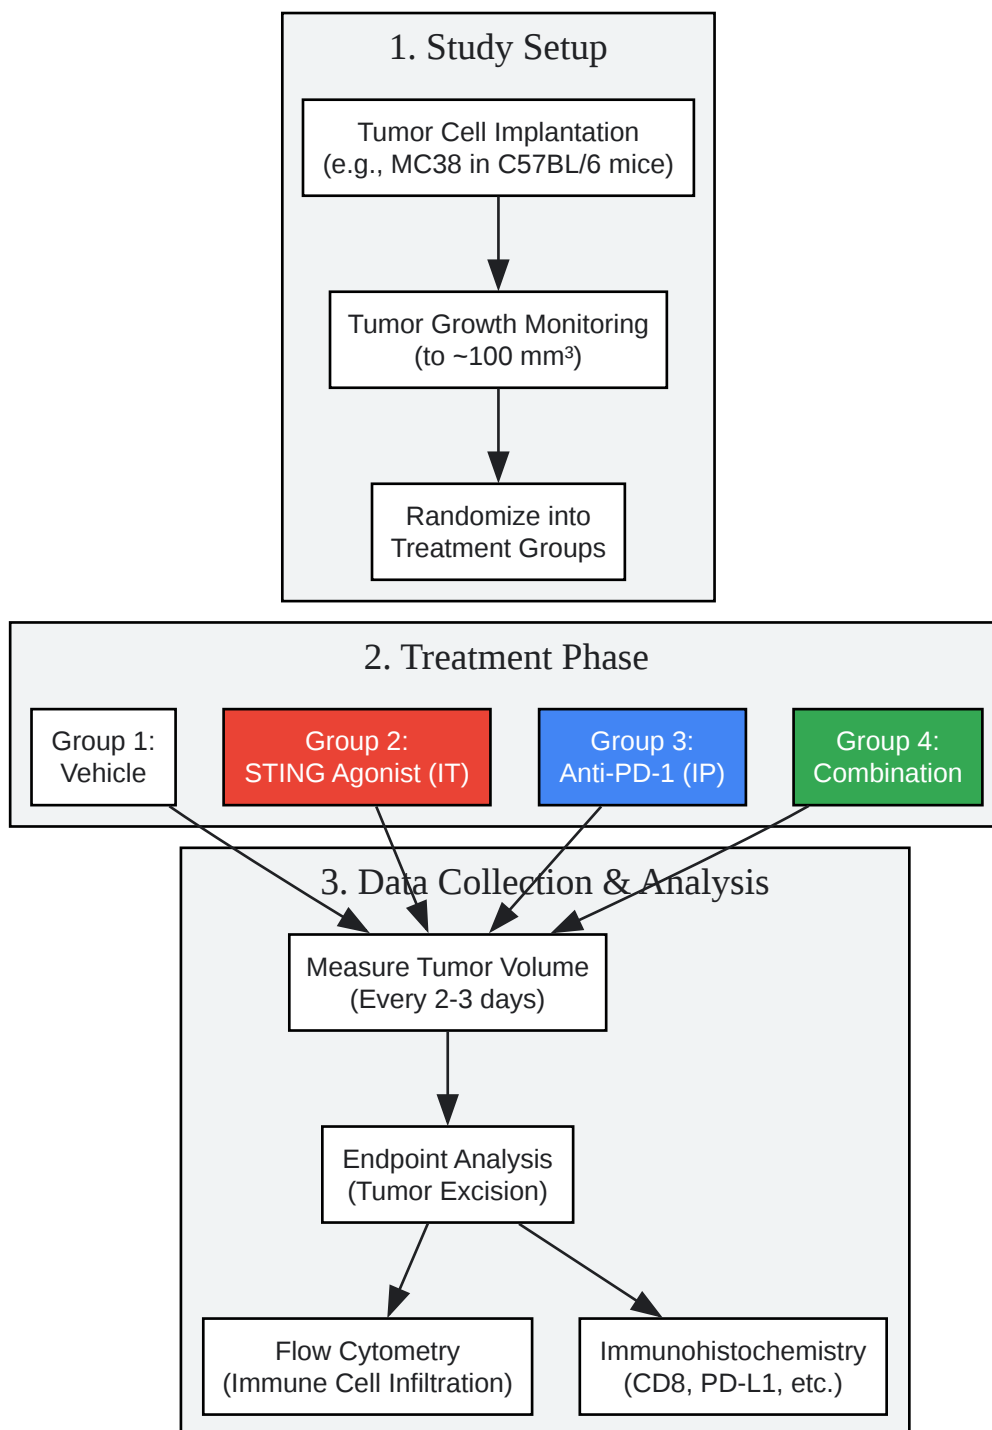 1. Study Setup
Tumor Cell Implantation
(e.g., MC38 in C57BL/6 mice)
Tumor Growth Monitoring
(to ~100 mm³)
Randomize into
Treatment Groups
2. Treatment Phase
Group 1:
Vehicle
Group 2:
STING Agonist (IT)
Group 3:
Anti-PD-1 (IP)
Group 4:
Combination
3. Data Collection & Analysis
Measure Tumor Volume
(Every 2-3 days)
Endpoint Analysis
(Tumor Excision)
Flow Cytometry
(Immune Cell Infiltration)
Immunohistochemistry
(CD8, PD-L1, etc.)